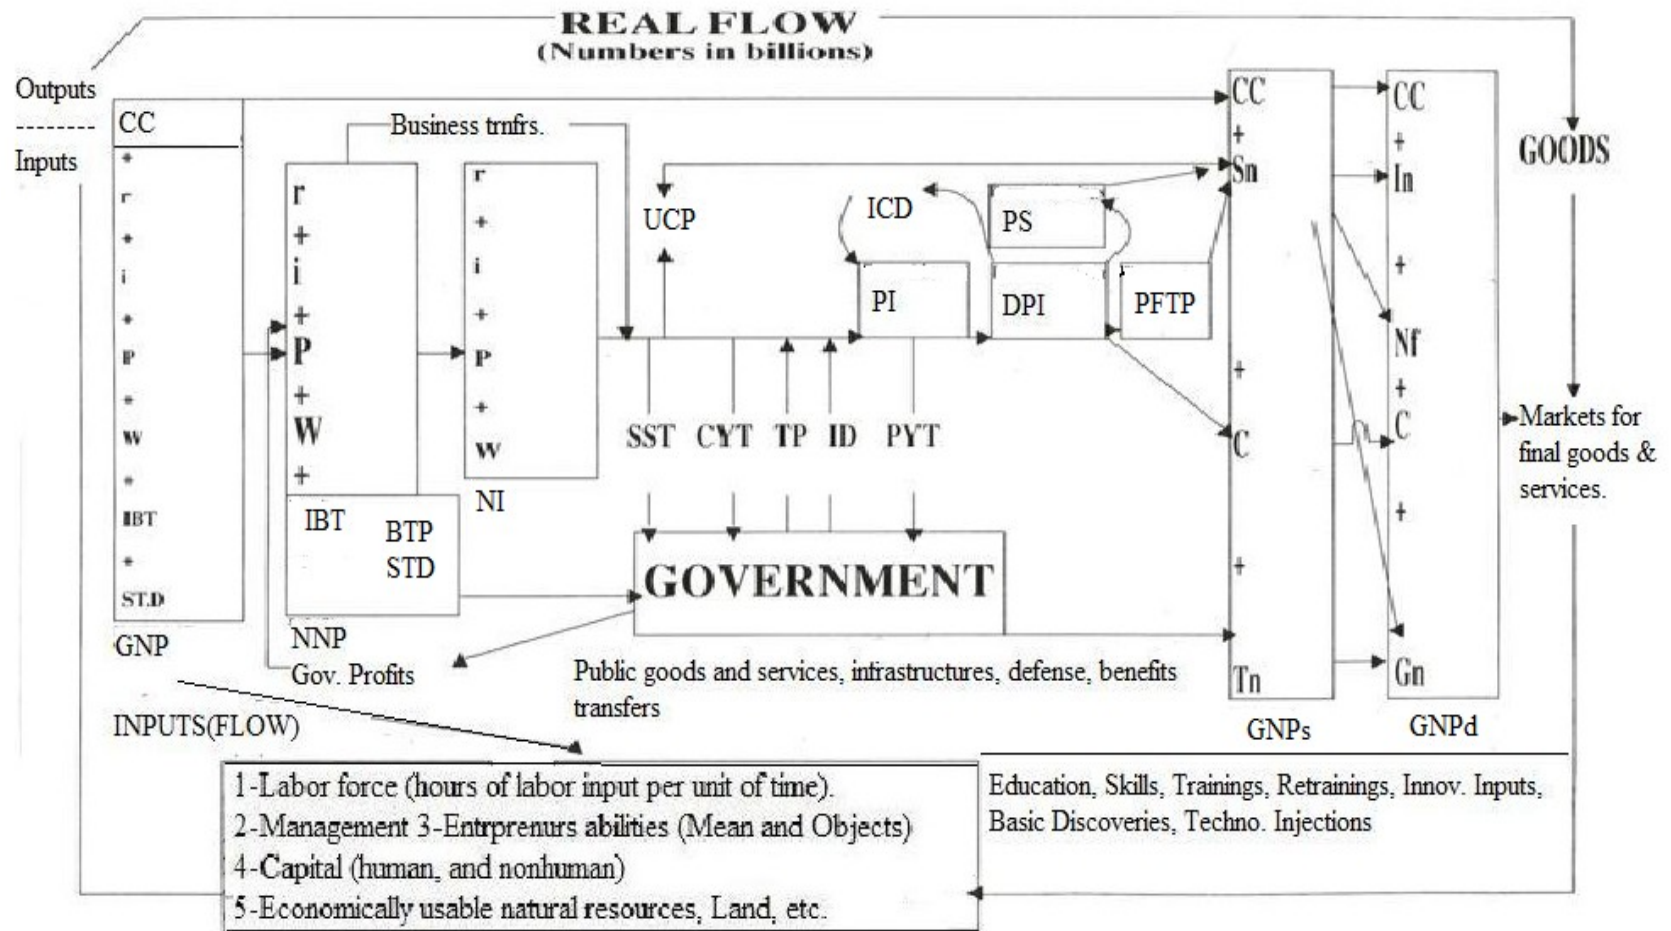 REAL FLOW
(Numbers in billions)
Outputs
--------
Inputs
CC
+
r
+
i
+
P
+
W
+
IBT
+
ST.D
GNP
Business trnfrs.
r
+
i
+
P
+
W
+
IBT
BTP
STD
NNP
Gov. Profits
r
+
i
+
P
+
W
NI
UCP
ICD
PS
PI
DPI
PFTP
SST CYT TP ID PYT
GOVERNMENT
Public goods and services, infrastructures, defense, benefits
transfers
CC
+
Sn
+
C
+
Tn
GNPs
CC
+
In
+
Nf
+
C
+
Gn
GNPd
GOODS
Markets for
final goods &
services.
INPUTS(FLOW)
1-Labor force (hours of labor input per unit of time).
2-Management 3-Entrprenurs abilities (Mean and Objects)
4-Capital (human, and nonhuman)
5-Economically usable natural resources, Land, etc.
Education, Skills, Trainings, Retrainings, Innov. Inputs,
Basic Discoveries, Techno. Injections